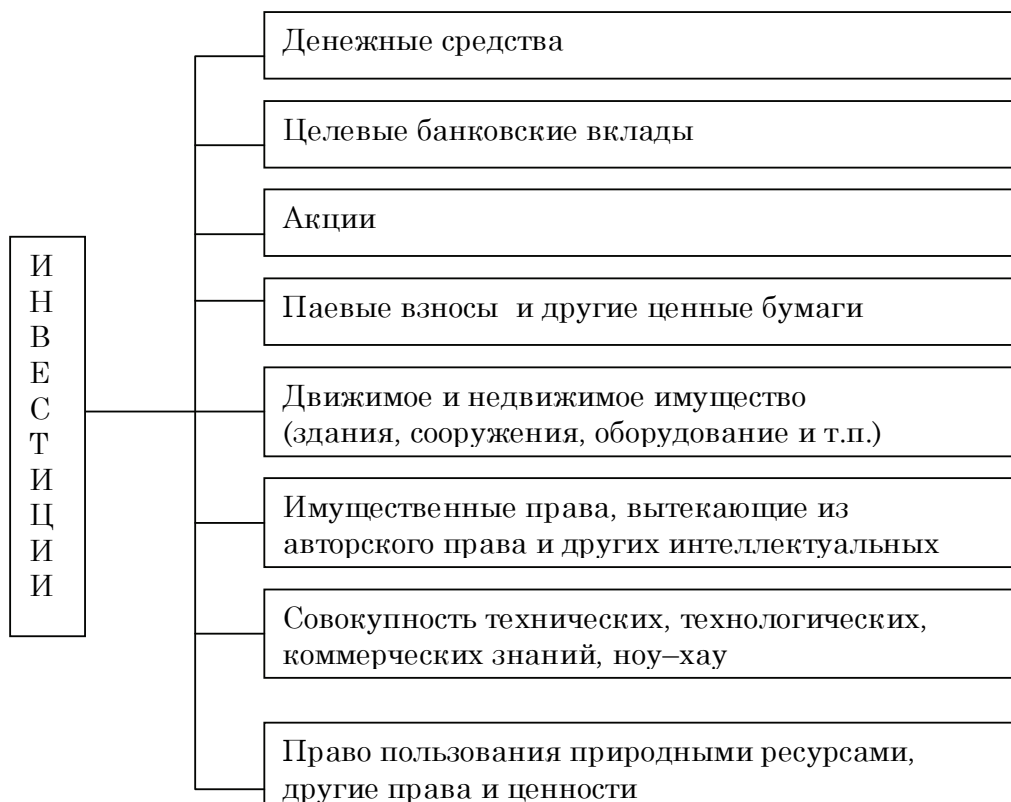 Денежные средства
Целевые банковские вклады
Акции
ИНВЕСТИЦИИ
Паевые взносы и другие ценные бумаги
Движимое и недвижимое имущество
(здания, сооружения, оборудование и т.п.)
Имущественные права, вытекающие из
авторского права и других интеллектуальных
Совокупность технических, технологических,
коммерческих знаний, ноу–хау
Право пользования природными ресурсами,
другие права и ценности